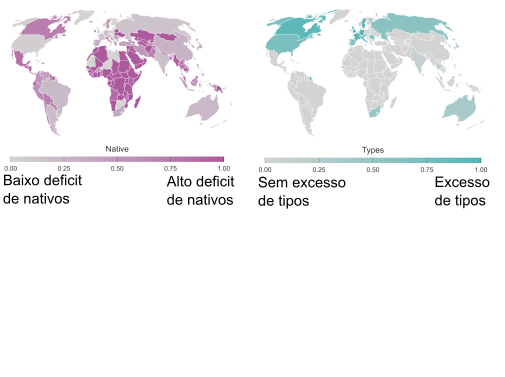 Native
0.00 0.25 0.50 0.75 1.00
Baixo deficit
de nativos
Alto deficit
de nativos
Types
0.00 0.25 0.50 0.75 1.00
Sem excesso
de tipos
Excesso
de tipos